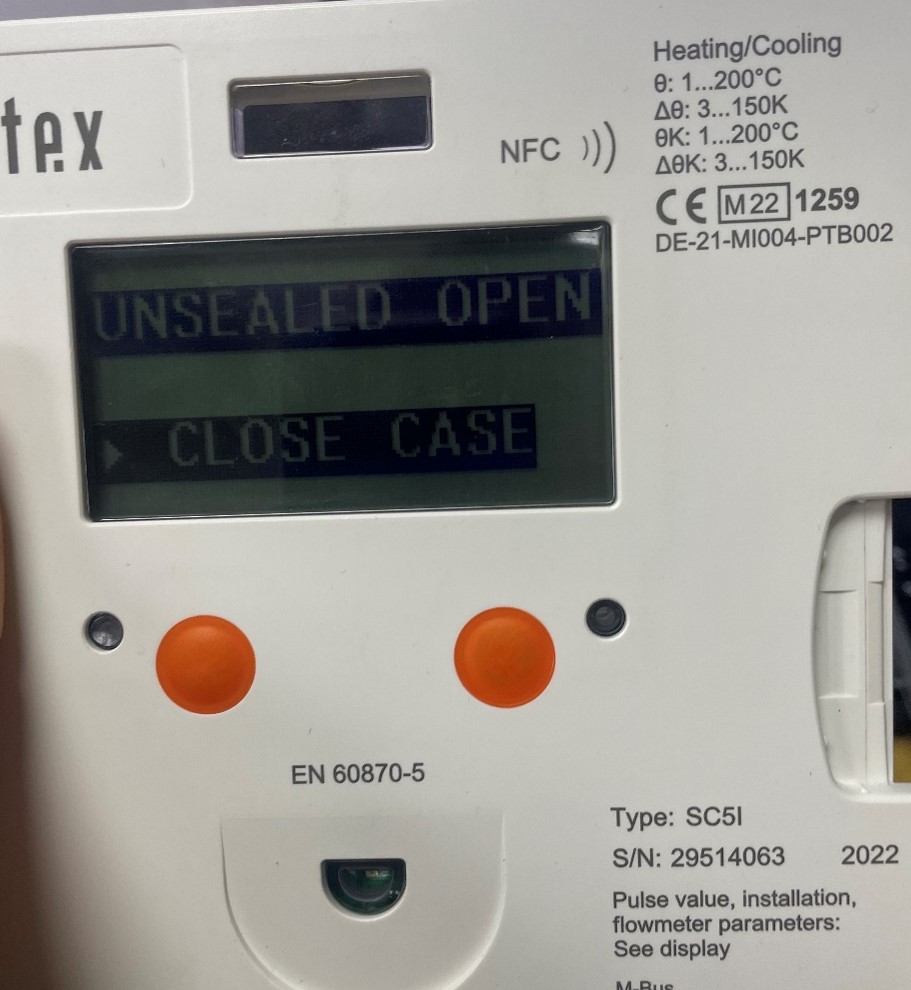 tex
NFC
Heating/Cooling
θ: 1...200°C
Δθ: 3...150K
θK: 1...200°C
ΔθK: 3...150K
CE M22 1259
DE-21-MI004-PTB002
UNSEALED OPEN
CLOSE CASE
EN 60870-5
Type: SC5I
S/N: 29514063 2022
Pulse value, installation,
flowmeter parameters:
See display
M-Bus